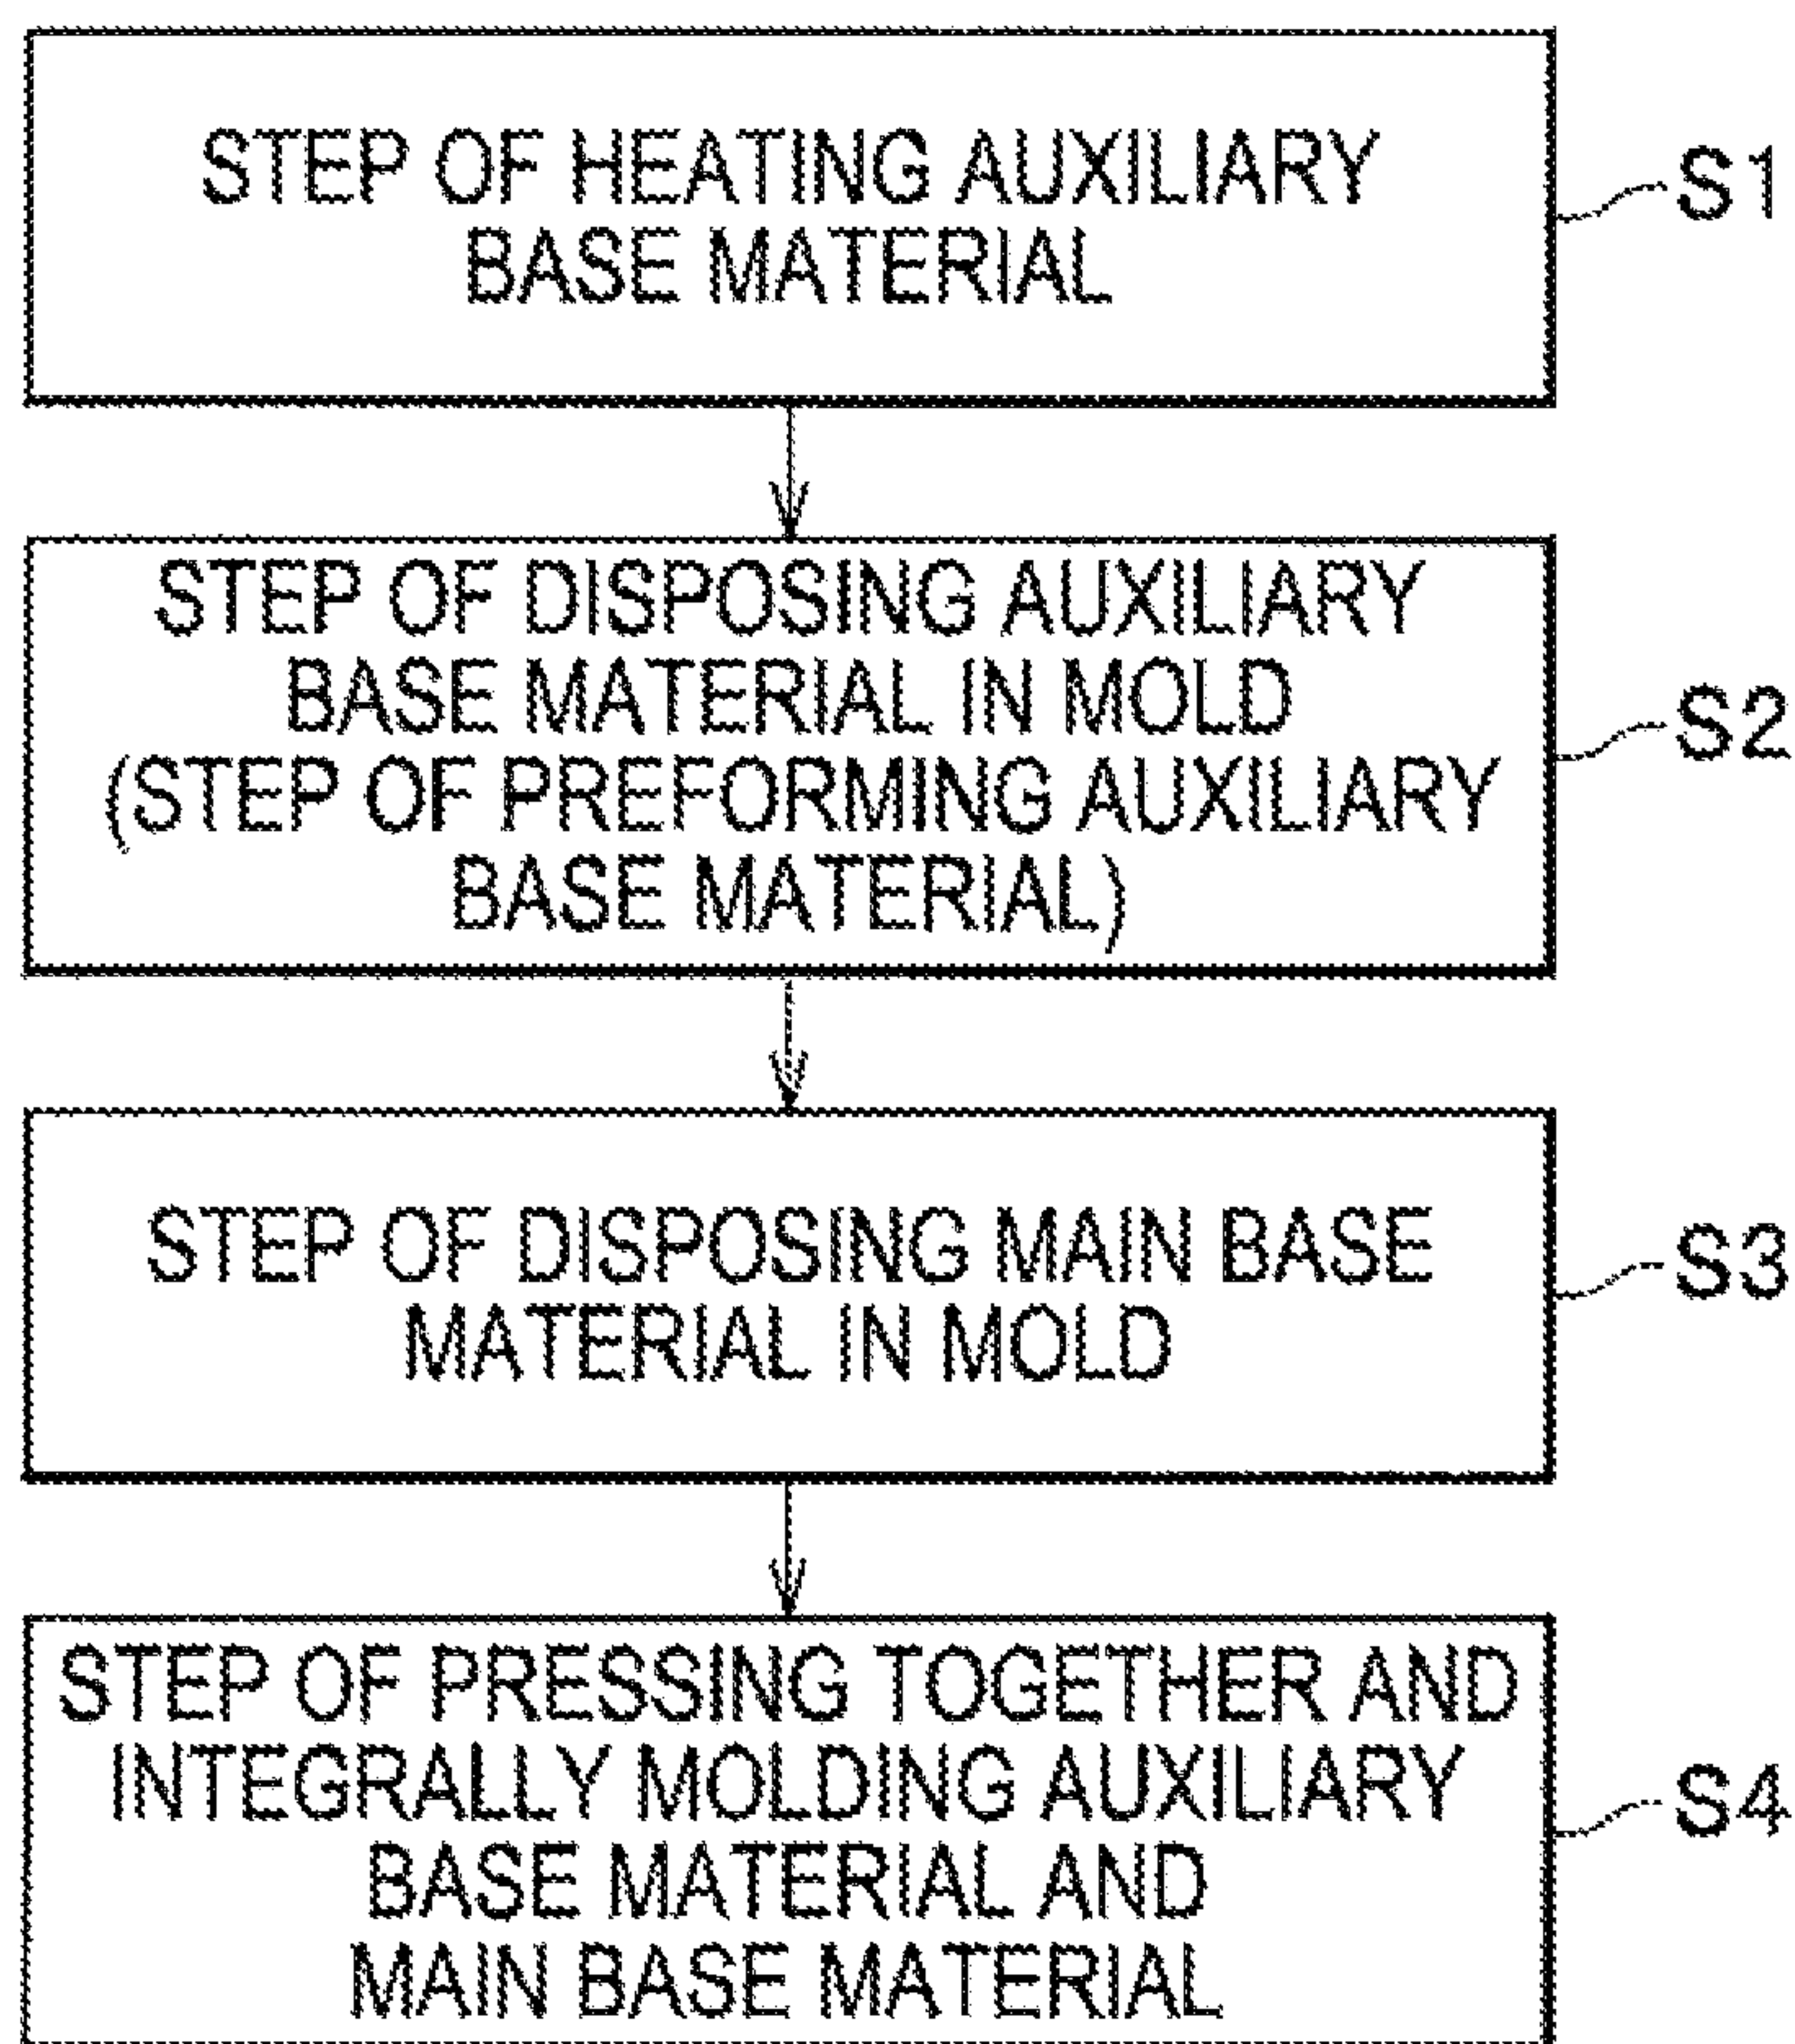 STEP OF HEATING AUXILIARY
BASE MATERIAL
S1
STEP OF DISPOSING AUXILIARY
BASE MATERIAL IN MOLD
(STEP OF PREFORMING AUXILIARY
BASE MATERIAL)
S2
STEP OF DISPOSING MAIN BASE
MATERIAL IN MOLD
S3
STEP OF PRESSING TOGETHER AND
INTEGRALLY MOLDING AUXILIARY
BASE MATERIAL AND
MAIN BASE MATERIAL
S4